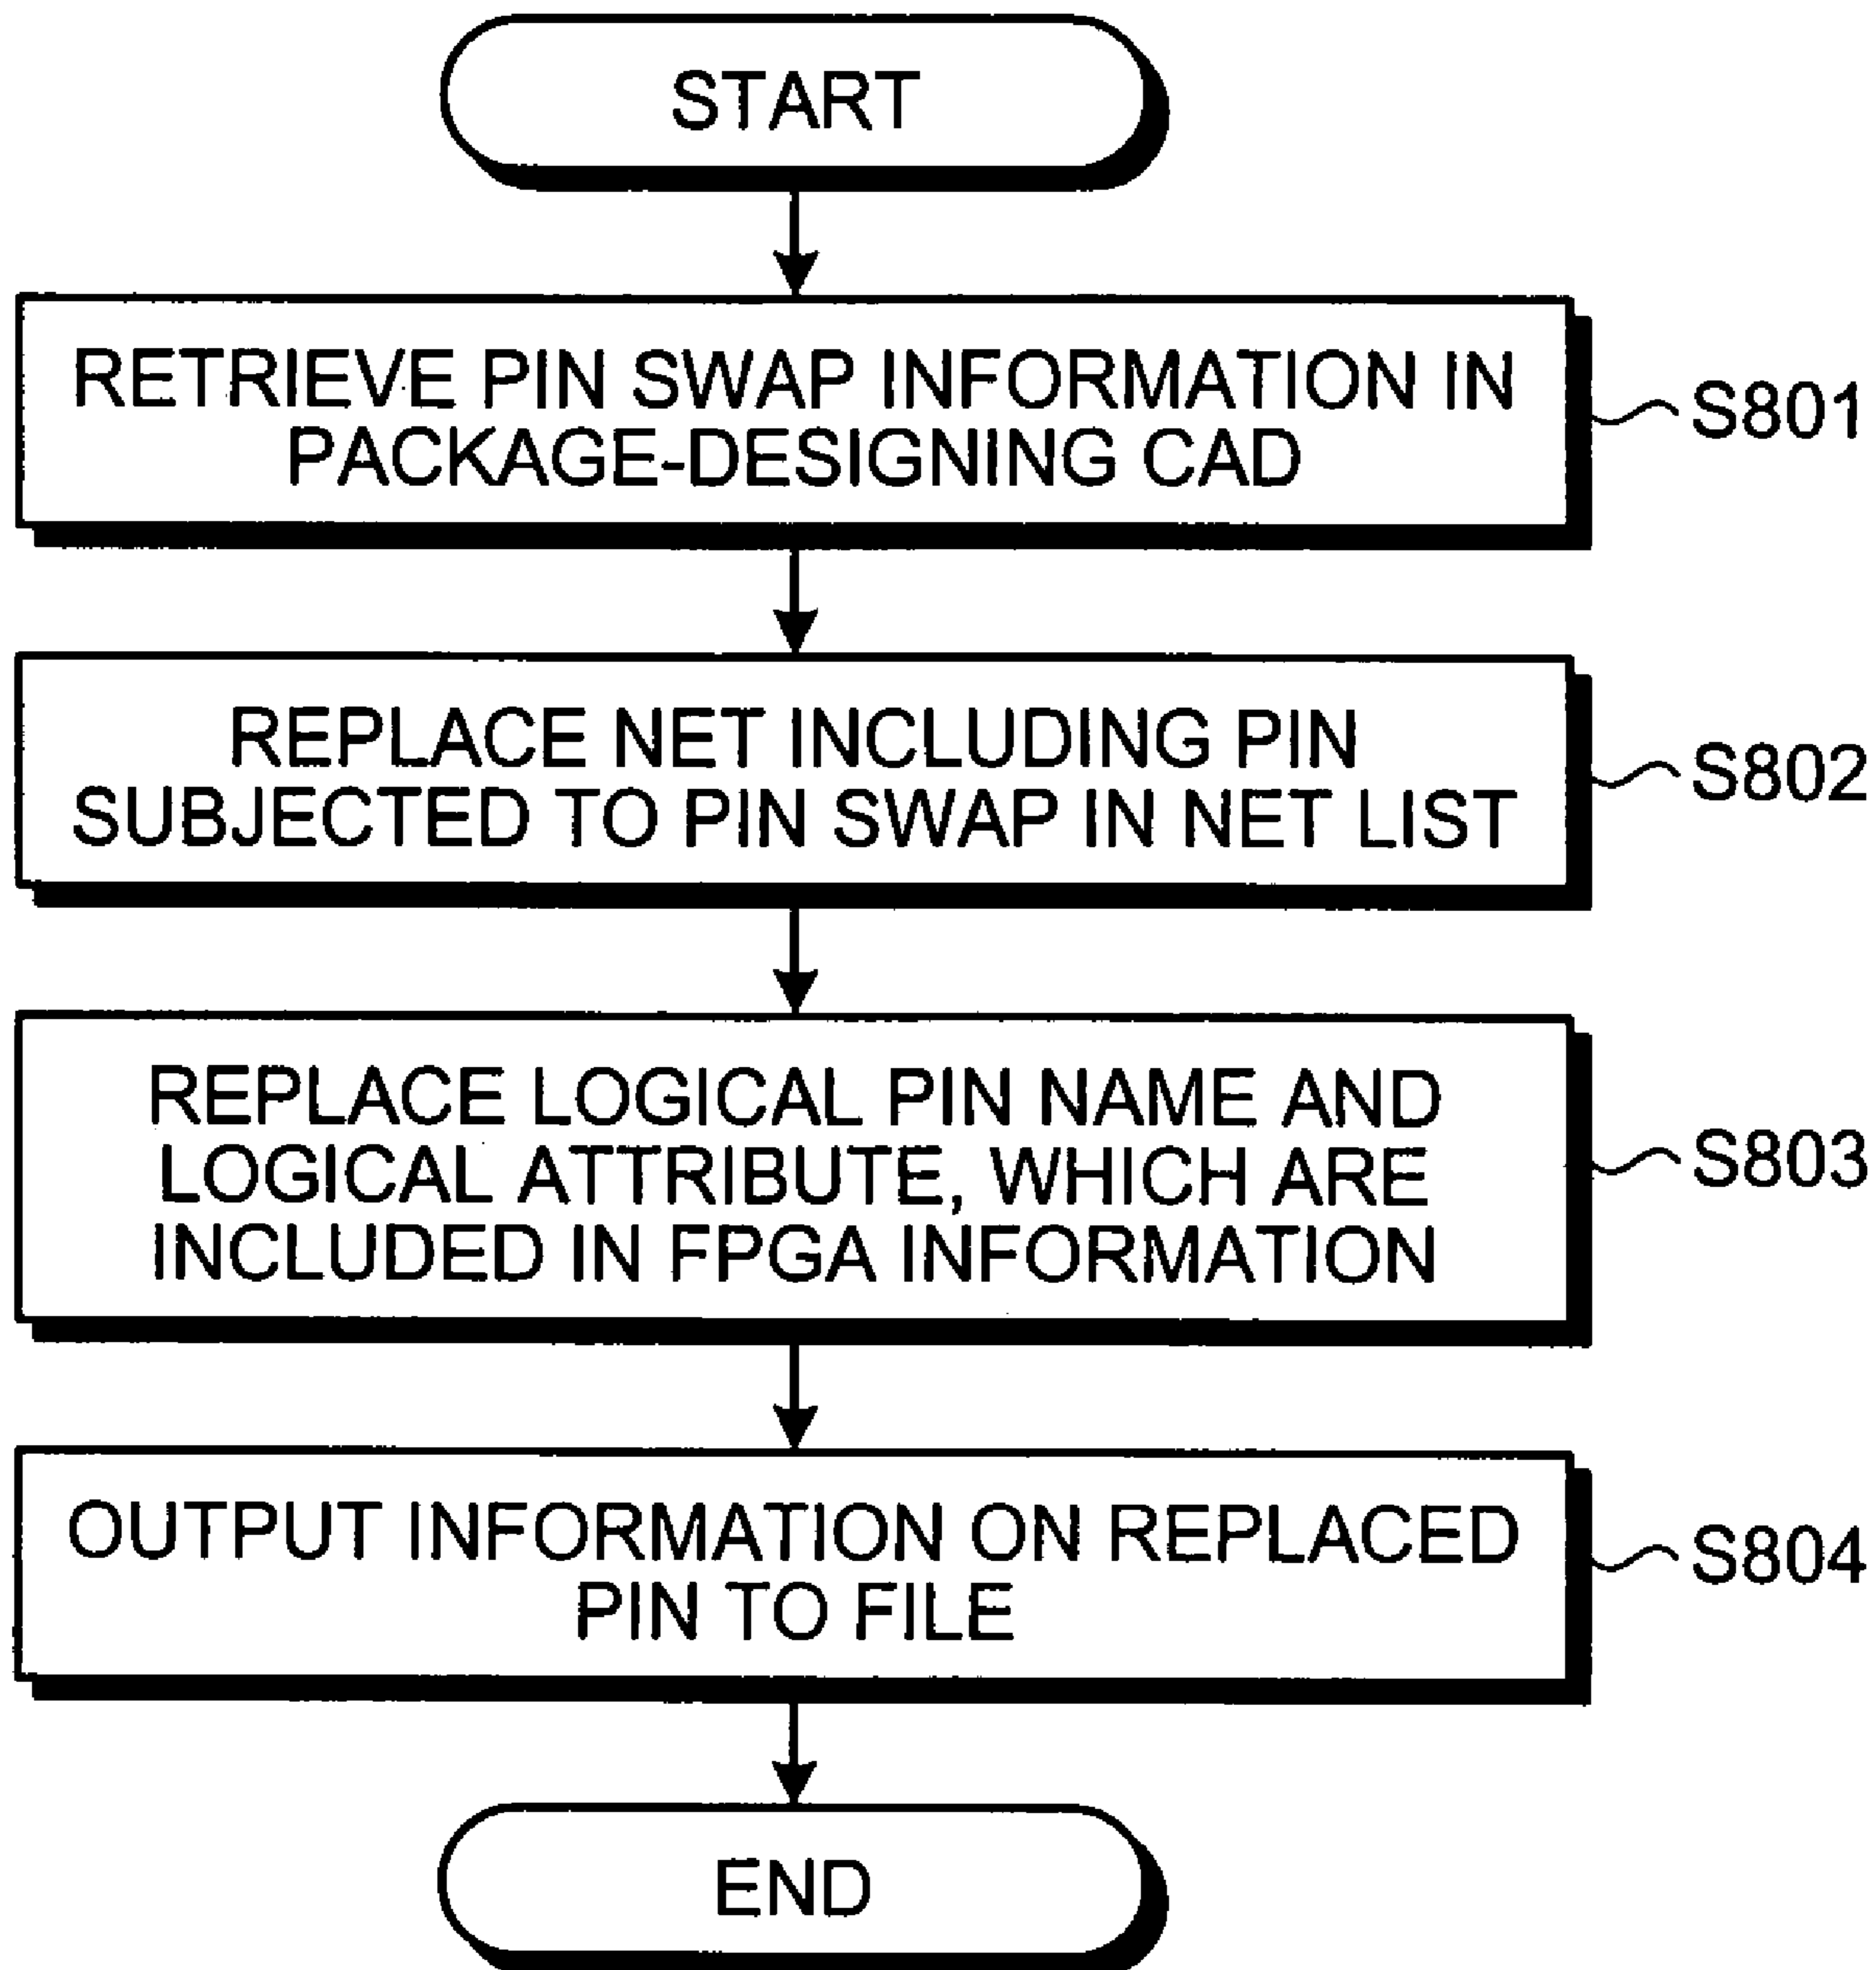 START
RETRIEVE PIN SWAP INFORMATION IN
PACKAGE-DESIGNING CAD
S801
REPLACE NET INCLUDING PIN
SUBJECTED TO PIN SWAP IN NET LIST
S802
REPLACE LOGICAL PIN NAME AND
LOGICAL ATTRIBUTE, WHICH ARE
INCLUDED IN FPGA INFORMATION
S803
OUTPUT INFORMATION ON REPLACED
PIN TO FILE
S804
END